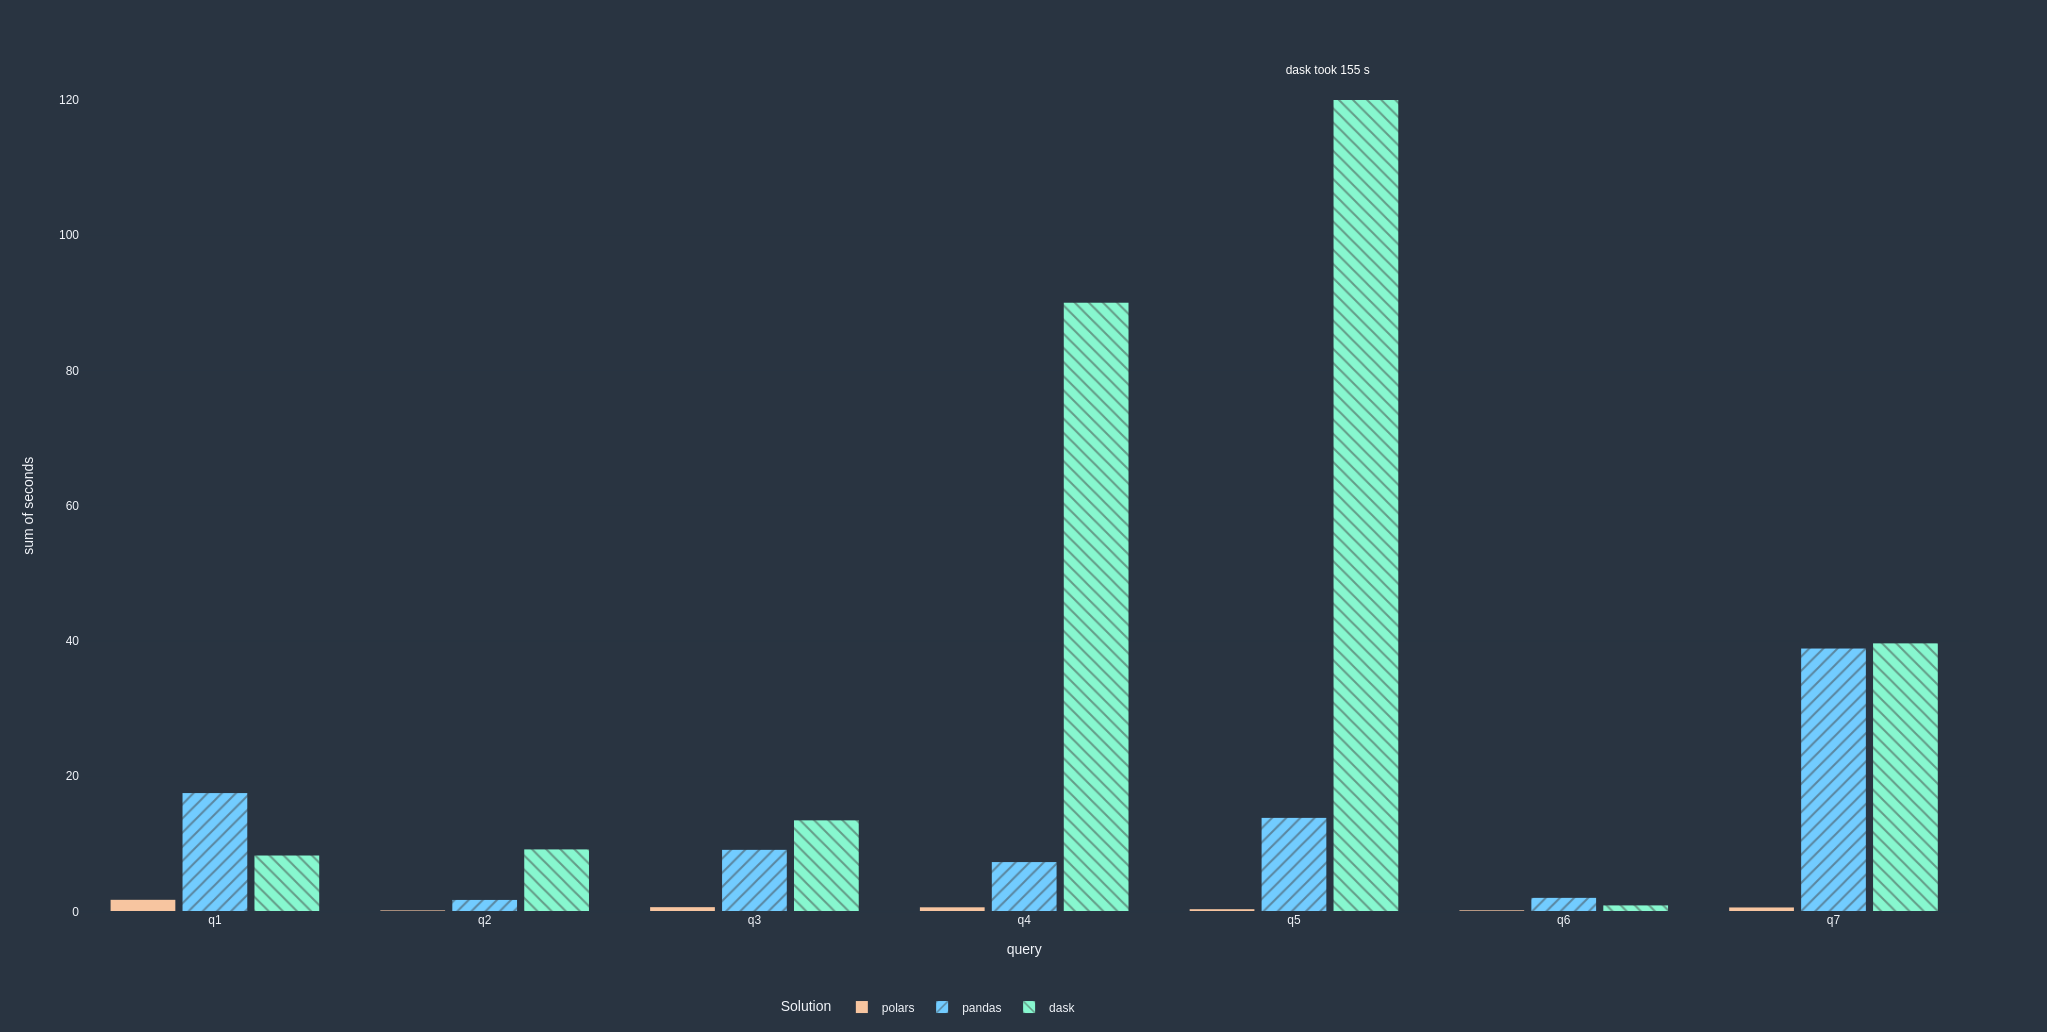 dask took 155 s
120
100
80
60
40
20
0
sum of seconds
q1 q2 q3 q4 q5 q6 q7
query
Solution polars pandas dask